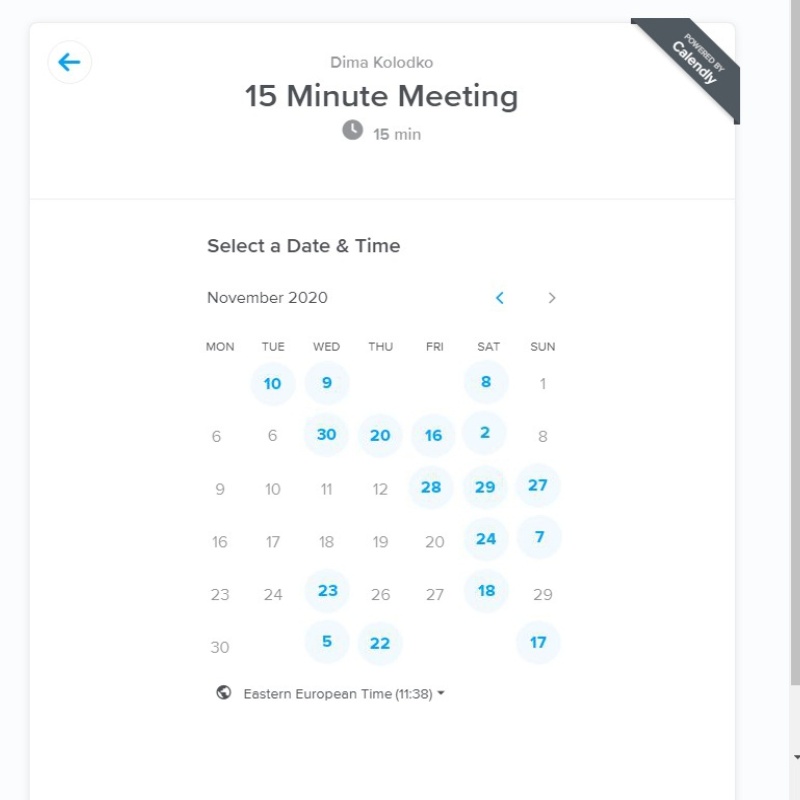 POWERED BY
Calendly
Dima Kolodko
15 Minute Meeting
15 min
Select a Date & Time
November 2020
MON TUE WED THU FRI SAT SUN
10 9 8 1
6 6 30 20 16 2 8
9 10 11 12 28 29 27
16 17 18 19 20 24 7
23 24 23 26 27 18 29
30 5 22 17
Eastern European Time (11:38)